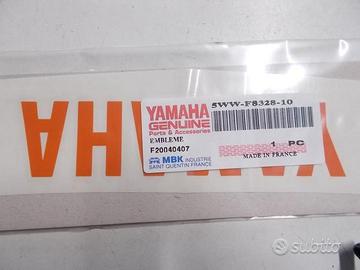 5WW-F8328-10
YAMAHA
GENUINE
Parts & Accessories
EMBLEME
F20040407
1 PC
MBK INDUSTRIE
SAINT QUENTIN FRANCE
MADE IN FRANCE
YAMAHA
subito